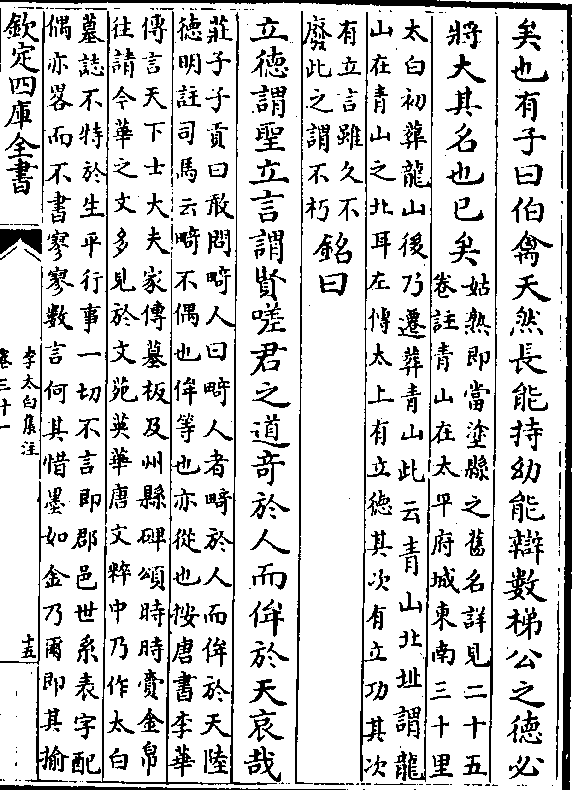 矣也有子曰伯禽天然長能持幼能辯數梯公之德必
將大其名也已矣姑熟即當塗縣之舊名詳見二十五
卷註青山在太平府城東南三十里
太白初葬龍山後乃遷葬青山此云青山北址謂龍
山在青山之北耳左傳太上有立德其次有立功其次
有立言雖久不
廢此之謂不朽銘曰
立德謂聖立言謂賢嗟君之道竒於人而侔於天哀哉
莊子子貢曰敢問畸人曰畸人者畸於人而侔於天陸
德明註司馬云畸不偶也侔等也亦從也按唐書李華
傳言天下士大夫家傳墓板及州縣碑頌時時賫金帛
往請今華之文多見於文苑英華唐文粹中乃作太白
墓誌不特於生平行事一切不言即郡邑世系表字配
偶亦畧而不書寥寥數言何其惜墨如金乃爾即其揄
欽定四庫全書
李太白集注
卷三十一
十五